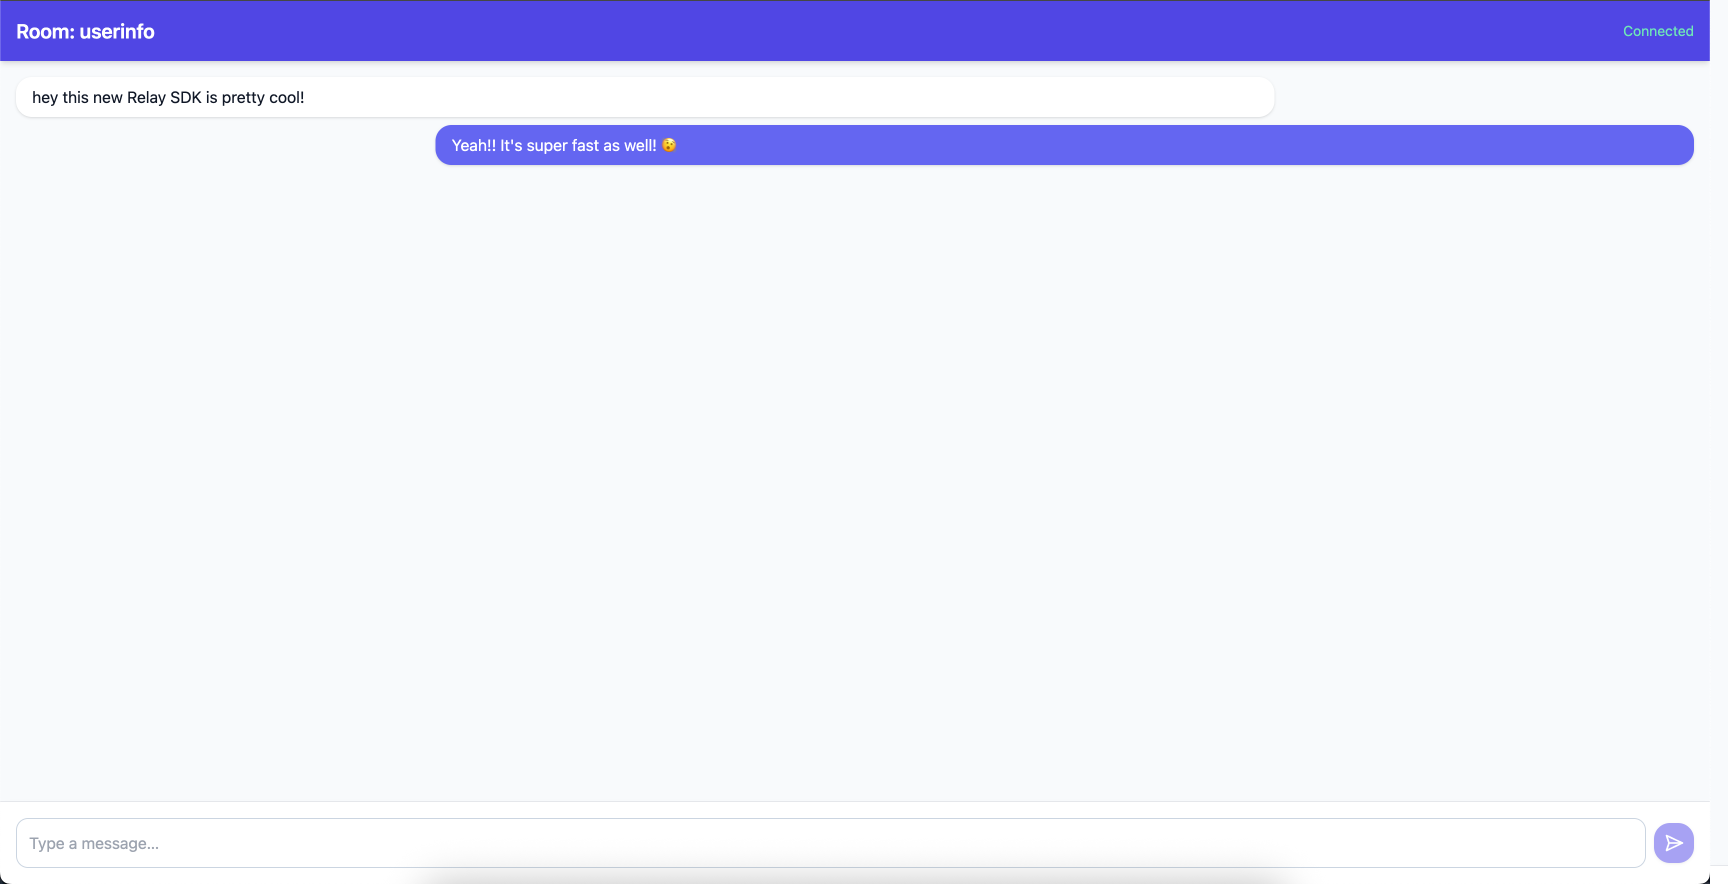 Room: userinfo
Connected
hey this new Relay SDK is pretty cool!
Yeah!! It's super fast as well! 😘
Type a message...